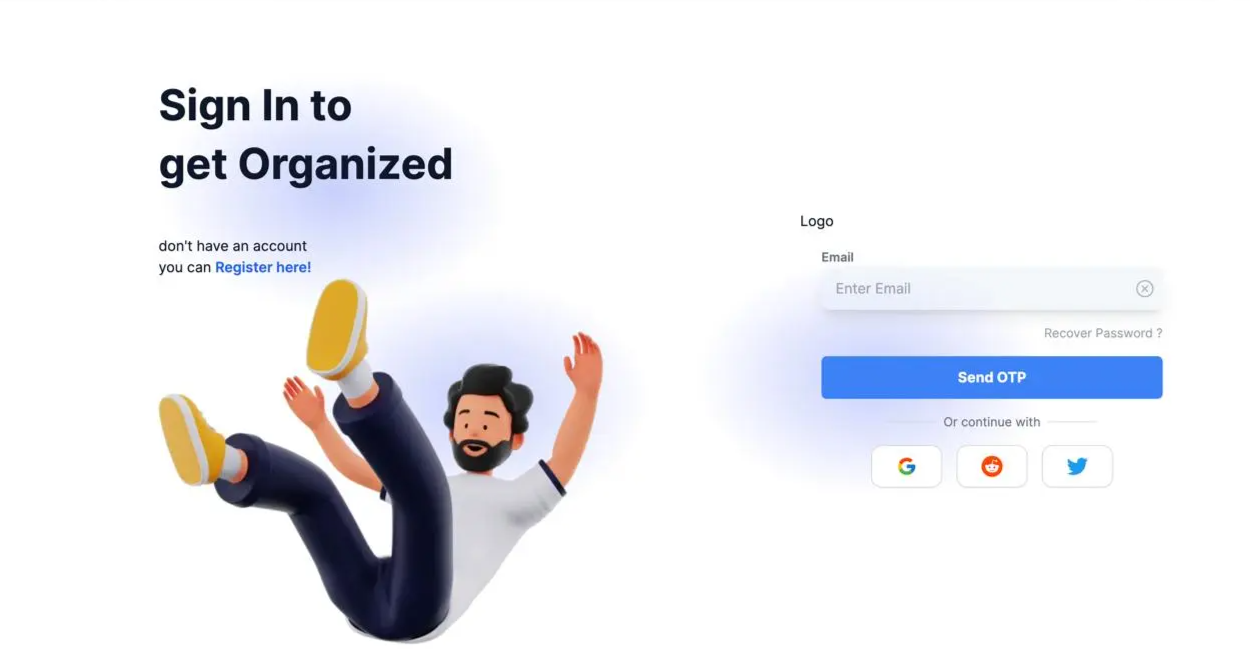 Sign In to
get Organized
don't have an account
you can Register here!
Logo
Email
Enter Email
Recover Password ?
Send OTP
Or continue with